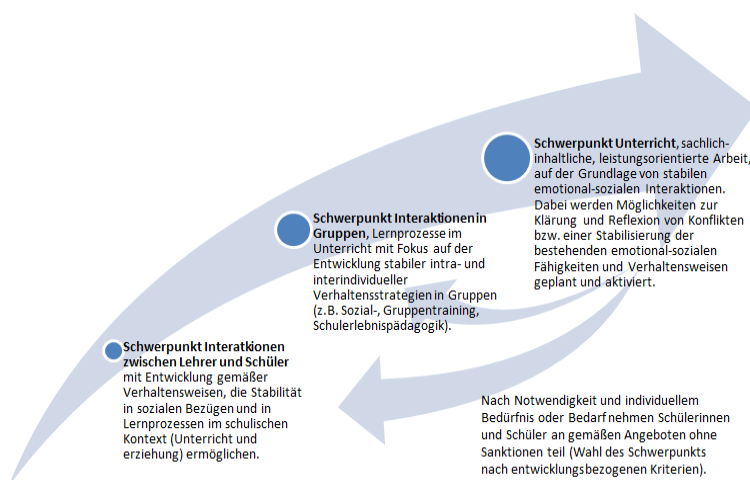 Schwerpunkt Unterricht, sachlich-
inhaltliche, leistungsorientierte Arbeit,
auf der Grundlage von stabilen
emotional-sozialen Interaktionen.
Dabei werden Möglichkeiten zur
Klärung und Reflexion von Konflikten
bzw. einer Stabilisierung der
bestehenden emotional-sozialen
Fähigkeiten und Verhaltensweisen
geplant und aktiviert.
Schwerpunkt Interaktionen in
Gruppen, Lernprozesse im
Unterricht mit Fokus auf der
Entwicklung stabiler intra- und
interindividueller
Verhaltensstrategien in Gruppen
(z.B. Sozial-, Gruppentraining,
Schulerlebnispädagogik).
Schwerpunkt Interatkionen
zwischen Lehrer und Schüler
mit Entwicklung gemäßer
Verhaltensweisen, die Stabilität
in sozialen Bezügen und in
Lernprozessen im schulischen
Kontext (Unterricht und
erziehung) ermöglichen.
Nach Notwendigkeit und individuellem
Bedürfnis oder Bedarf nehmen Schülerinnen
und Schüler an gemäßen Angeboten ohne
Sanktionen teil (Wahl des Schwerpunkts
nach entwicklungsbezogenen Kriterien).